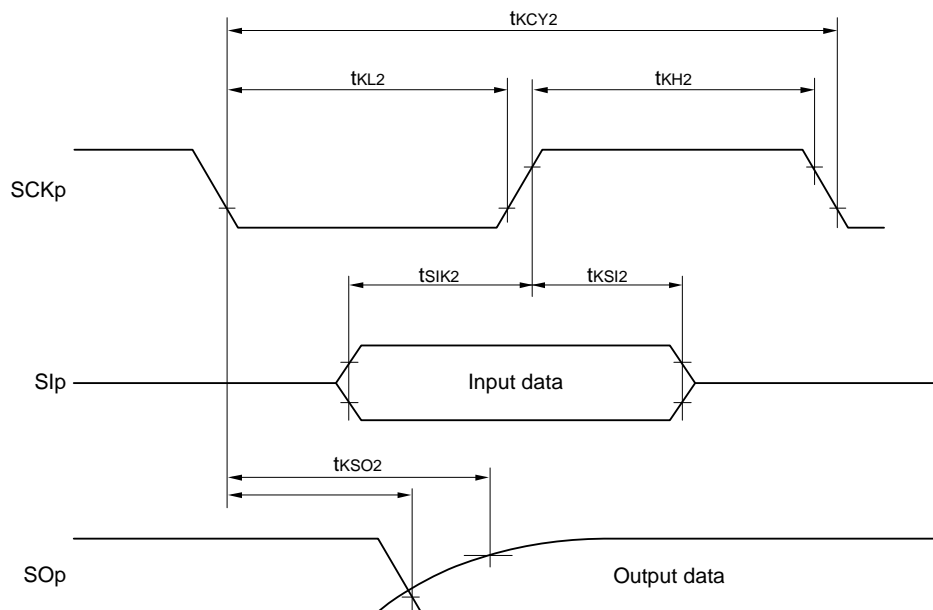 tKCY2
tKL2
tKH2
SCKp
tSIK2
tKSI2
SIp
Input data
tKSO2
SOp
Output data